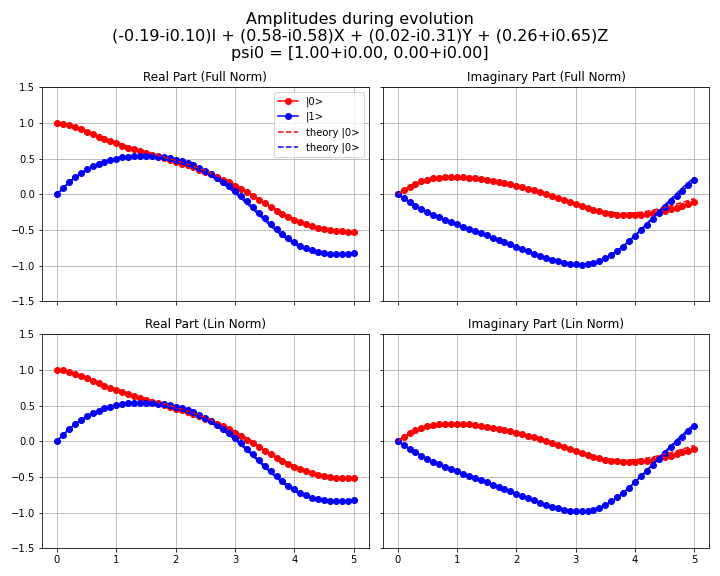 Amplitudes during evolution
(-0.19-i0.10)I + (0.58-i0.58)X + (0.02-i0.31)Y + (0.26+i0.65)Z
psi0 = [1.00+i0.00, 0.00+i0.00]
Real Part (Full Norm)
Imaginary Part (Full Norm)
1.5
1.0
0.5
0.0
−0.5
−1.0
−1.5
|0>
|1>
theory |0>
theory |0>
Real Part (Lin Norm)
Imaginary Part (Lin Norm)
1.5
1.0
0.5
0.0
−0.5
−1.0
−1.5
0 1 2 3 4 5
0 1 2 3 4 5